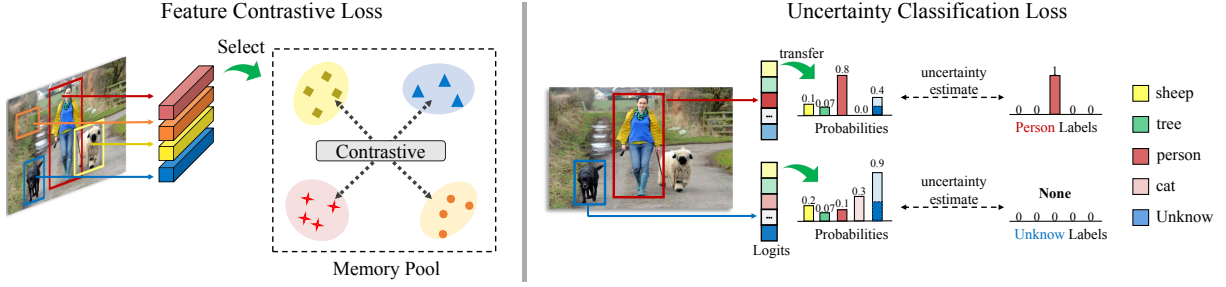 Feature Contrastive Loss
Select
Contrastive
Memory Pool
Uncertainty Classification Loss
transfer
0.1
0.07
0.8
0.0
0.4
Probabilities
uncertainty
estimate
1
0 0 0 0
Person Labels
...
0.2
0.07
0.1
0.3
0.9
Probabilities
uncertainty
estimate
None
0 0 0 0 0
Unknow Labels
...
Logits
sheep
tree
person
cat
Unknow